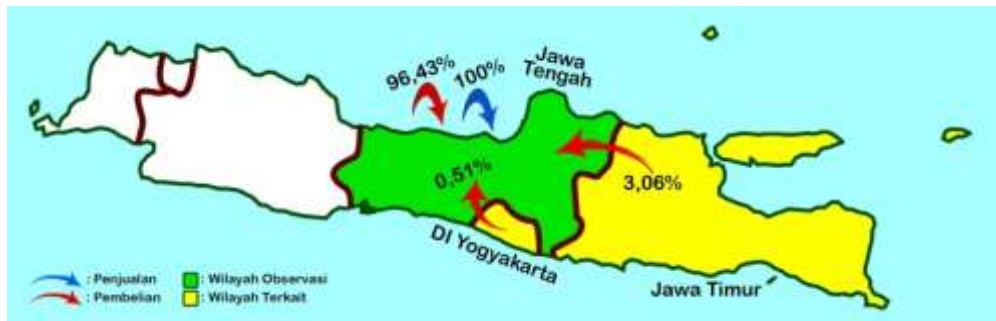 Jawa
Tengah
96,43%
100%
0,51%
3,06%
DI Yogyakarta
Jawa Timur
: Penjualan
: Wilayah Observasi
: Pembelian
: Wilayah Terkait